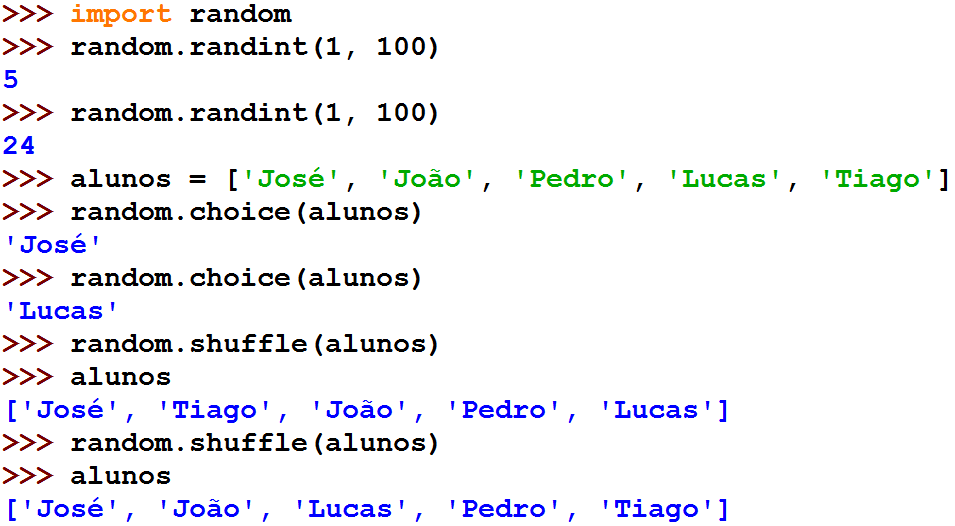 >>> import random
>>> random.randint(1, 100)
5
>>> random.randint(1, 100)
24
>>> alunos = ['José', 'João', 'Pedro', 'Lucas', 'Tiago']
>>> random.choice(alunos)
'José'
>>> random.choice(alunos)
'Lucas'
>>> random.shuffle(alunos)
>>> alunos
['José', 'Tiago', 'João', 'Pedro', 'Lucas']
>>> random.shuffle(alunos)
>>> alunos
['José', 'João', 'Lucas', 'Pedro', 'Tiago']